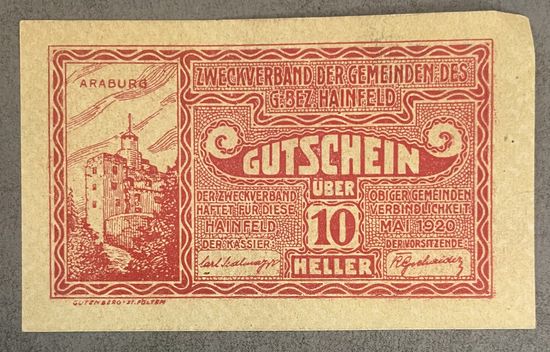 ARABURG
ZWECKVERBAND DER GEMEINDEN DES
G. BEZ. HAINFELD
GUTSCHEIN
ÜBER
10
HELLER
DER ZWECKVERBAND
HAFTET FÜR DIESE
HAINFELD
DER KASSIER:
OBIGER GEMEINDEN
VERBINDLICHKEIT
MAI 1920
DER VORSITZENDE:
Carl
GUTENBERG ST. PÖLTEN